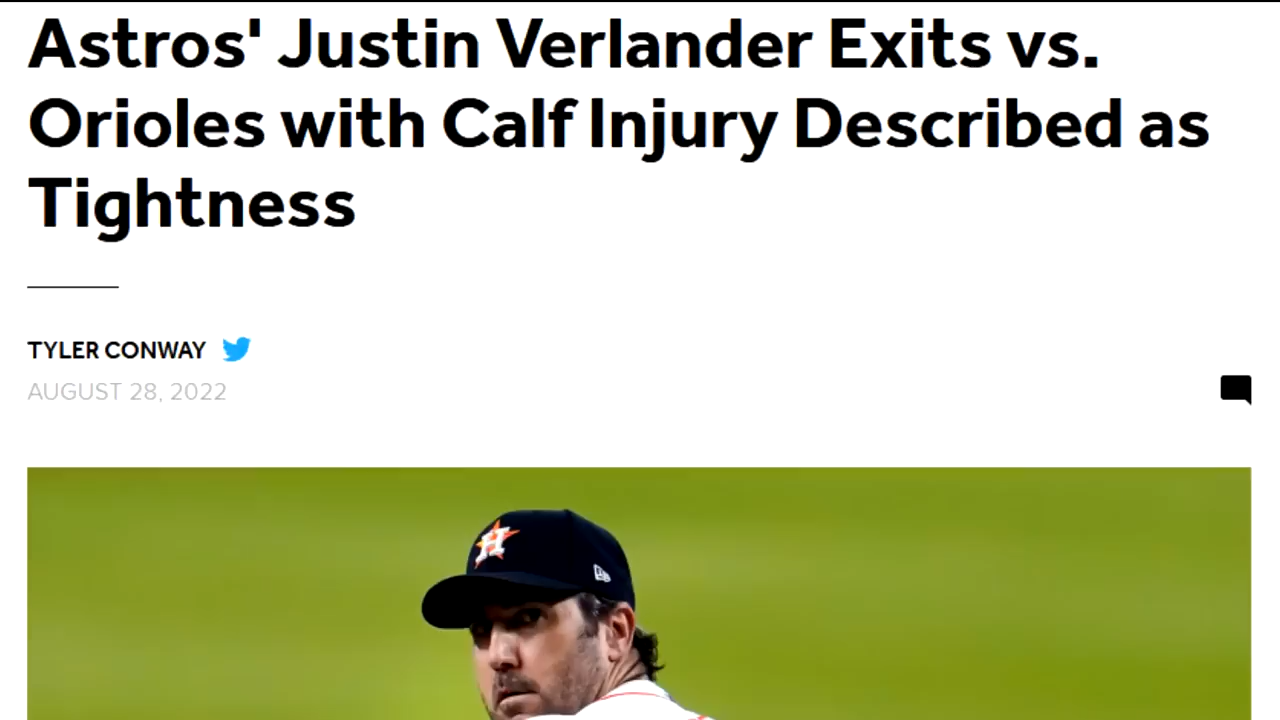 Astros' Justin Verlander Exits vs.
Orioles with Calf Injury Described as
Tightness
TYLER CONWAY
AUGUST 28, 2022
H